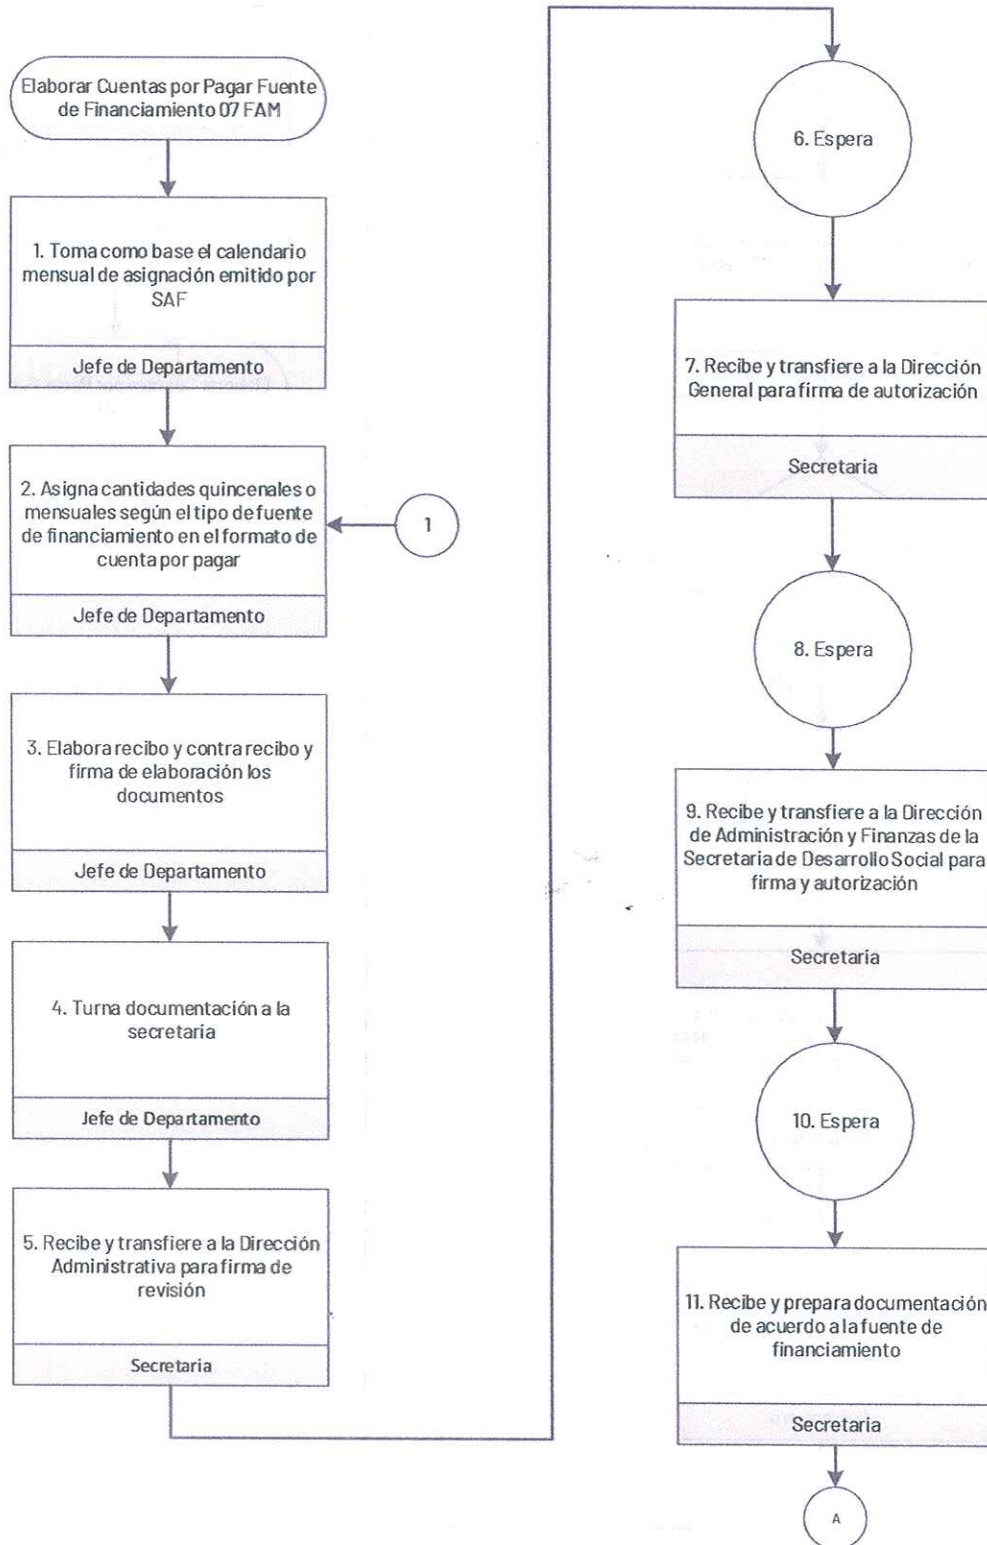 Elaborar Cuentas por Pagar Fuente
de Financiamiento 07 FAM
1. Toma como base el calendario
mensual de asignación emitido por
SAF
Jefe de Departamento
2. Asigna cantidades quincenales o
mensuales según el tipo de fuente
de financiamiento en el formato de
cuenta por pagar
Jefe de Departamento
1
3. Elabora recibo y contra recibo y
firma de elaboración los
documentos
Jefe de Departamento
4. Turna documentación a la
secretaria
Jefe de Departamento
5. Recibe y transfiere a la Dirección
Administrativa para firma de
revisión
Secretaria
6. Espera
7. Recibe y transfiere a la Dirección
General para firma de autorización
Secretaria
8. Espera
9. Recibe y transfiere a la Dirección
de Administración y Finanzas de la
Secretaria de Desarrollo Social para
firma y autorización
Secretaria
10. Espera
11. Recibe y prepara documentación
de acuerdo a la fuente de
financiamiento
Secretaria
A